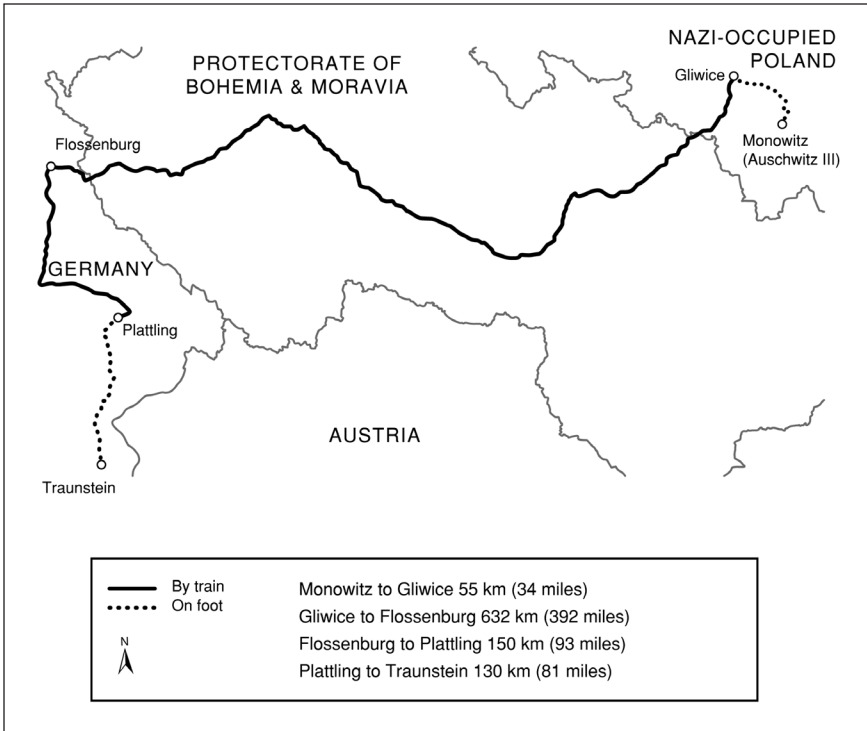 PROTECTORATE OF
BOHEMIA & MORAVIA
NAZI-OCCUPIED
POLAND
Gliwice
Monowitz
(Auschwitz III)
Flossenburg
GERMANY
Plattling
AUSTRIA
Traunstein
By train
On foot
N
Monowitz to Gliwice 55 km (34 miles)
Gliwice to Flossenburg 632 km (392 miles)
Flossenburg to Plattling 150 km (93 miles)
Plattling to Traunstein 130 km (81 miles)